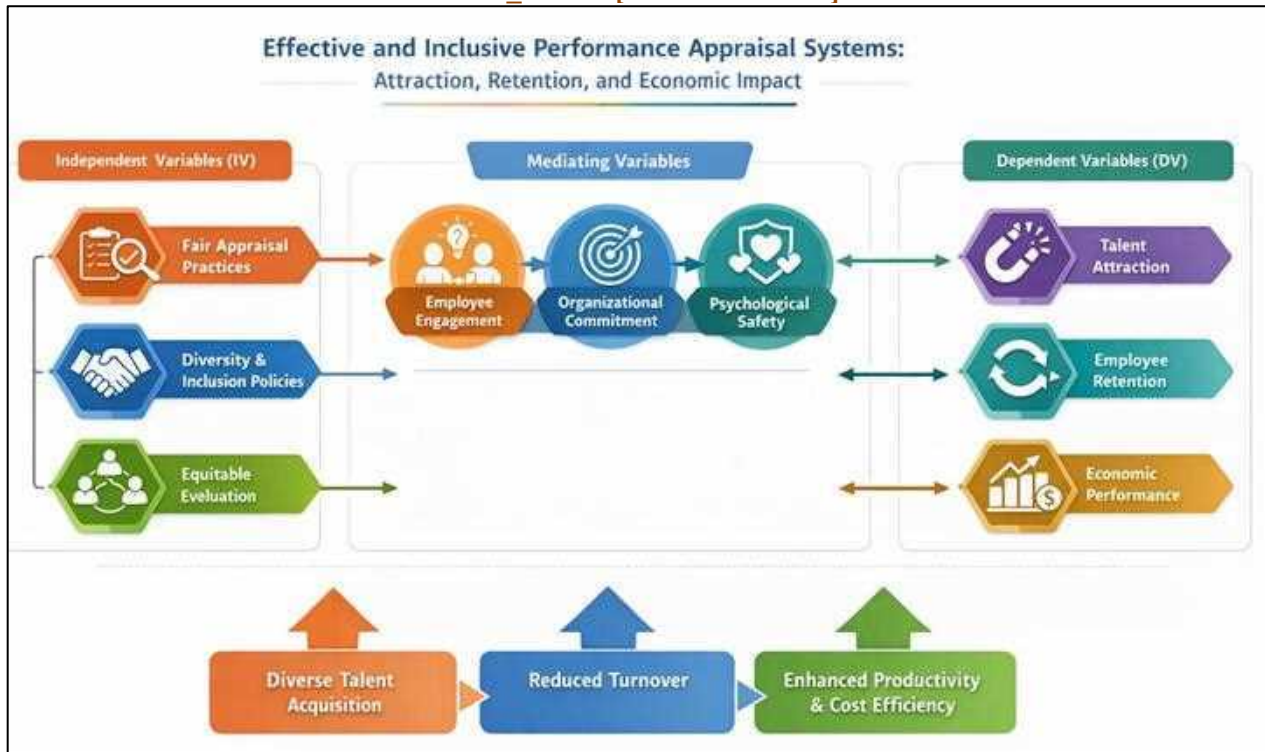 Effective and Inclusive Performance Appraisal Systems:
Attraction, Retention, and Economic Impact
Independent Variables (IV)
Mediating Variables
Dependent Variables (DV)
Fair Appraisal
Practices
Diversity &
Inclusion Policies
Equitable
Eveluation
?
Employee
Engagement
Organizational
Commitment
Psychological
Safety
Talent
Attraction
Employee
Retention
$
Economic
Performance
Diverse Talent
Acquisition
Reduced Turnover
Enhanced Productivity
& Cost Efficiency